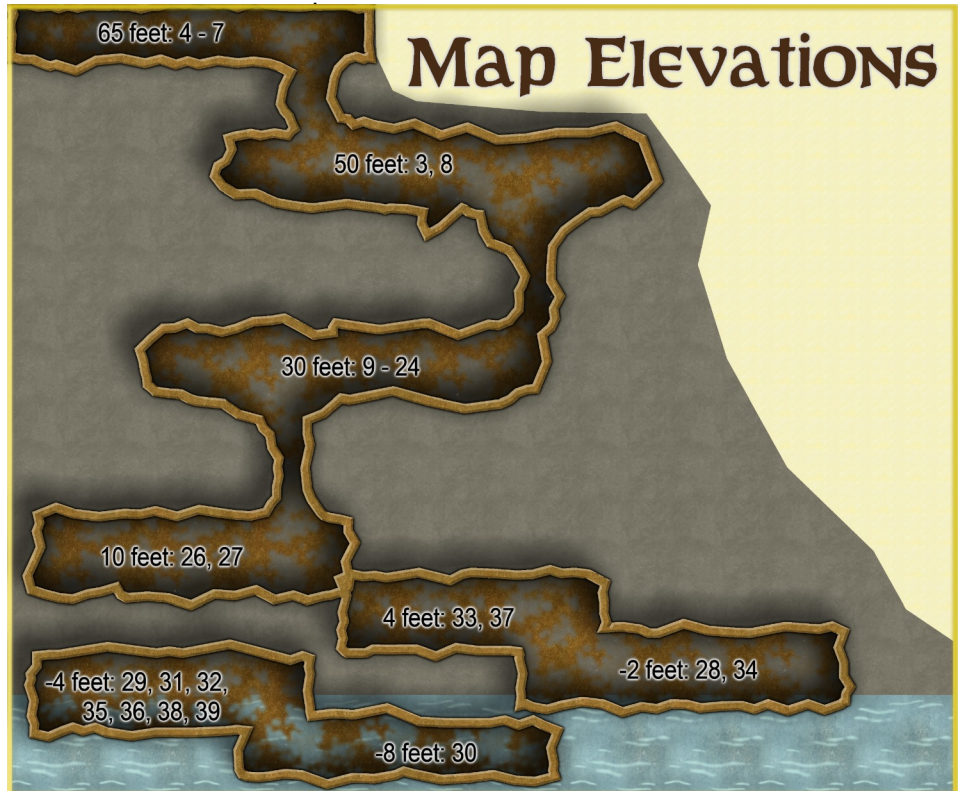 65 feet: 4 - 7
Map Elevations
50 feet: 3, 8
30 feet: 9 - 24
10 feet: 26, 27
4 feet: 33, 37
-2 feet: 28, 34
-4 feet: 29, 31, 32,
35, 36, 38, 39
-8 feet: 30